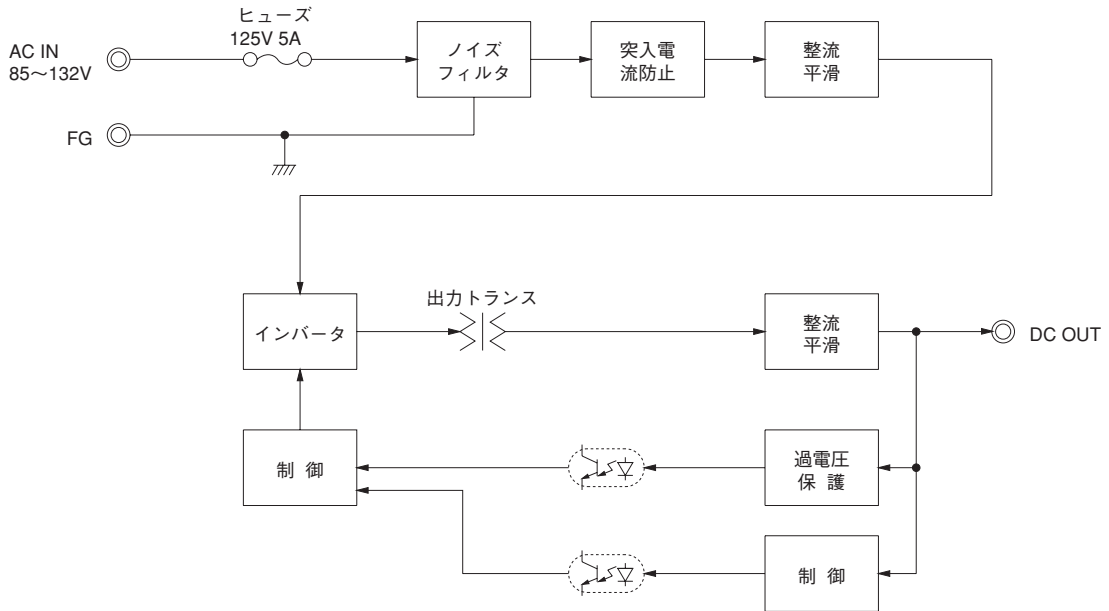 ヒューズ
125V 5A
AC IN
85〜132V
ノイズ
フィルタ
突入電
流防止
整流
平滑
FG
インバータ
出力トランス
整流
平滑
DC OUT
制 御
過電圧
保 護
制 御